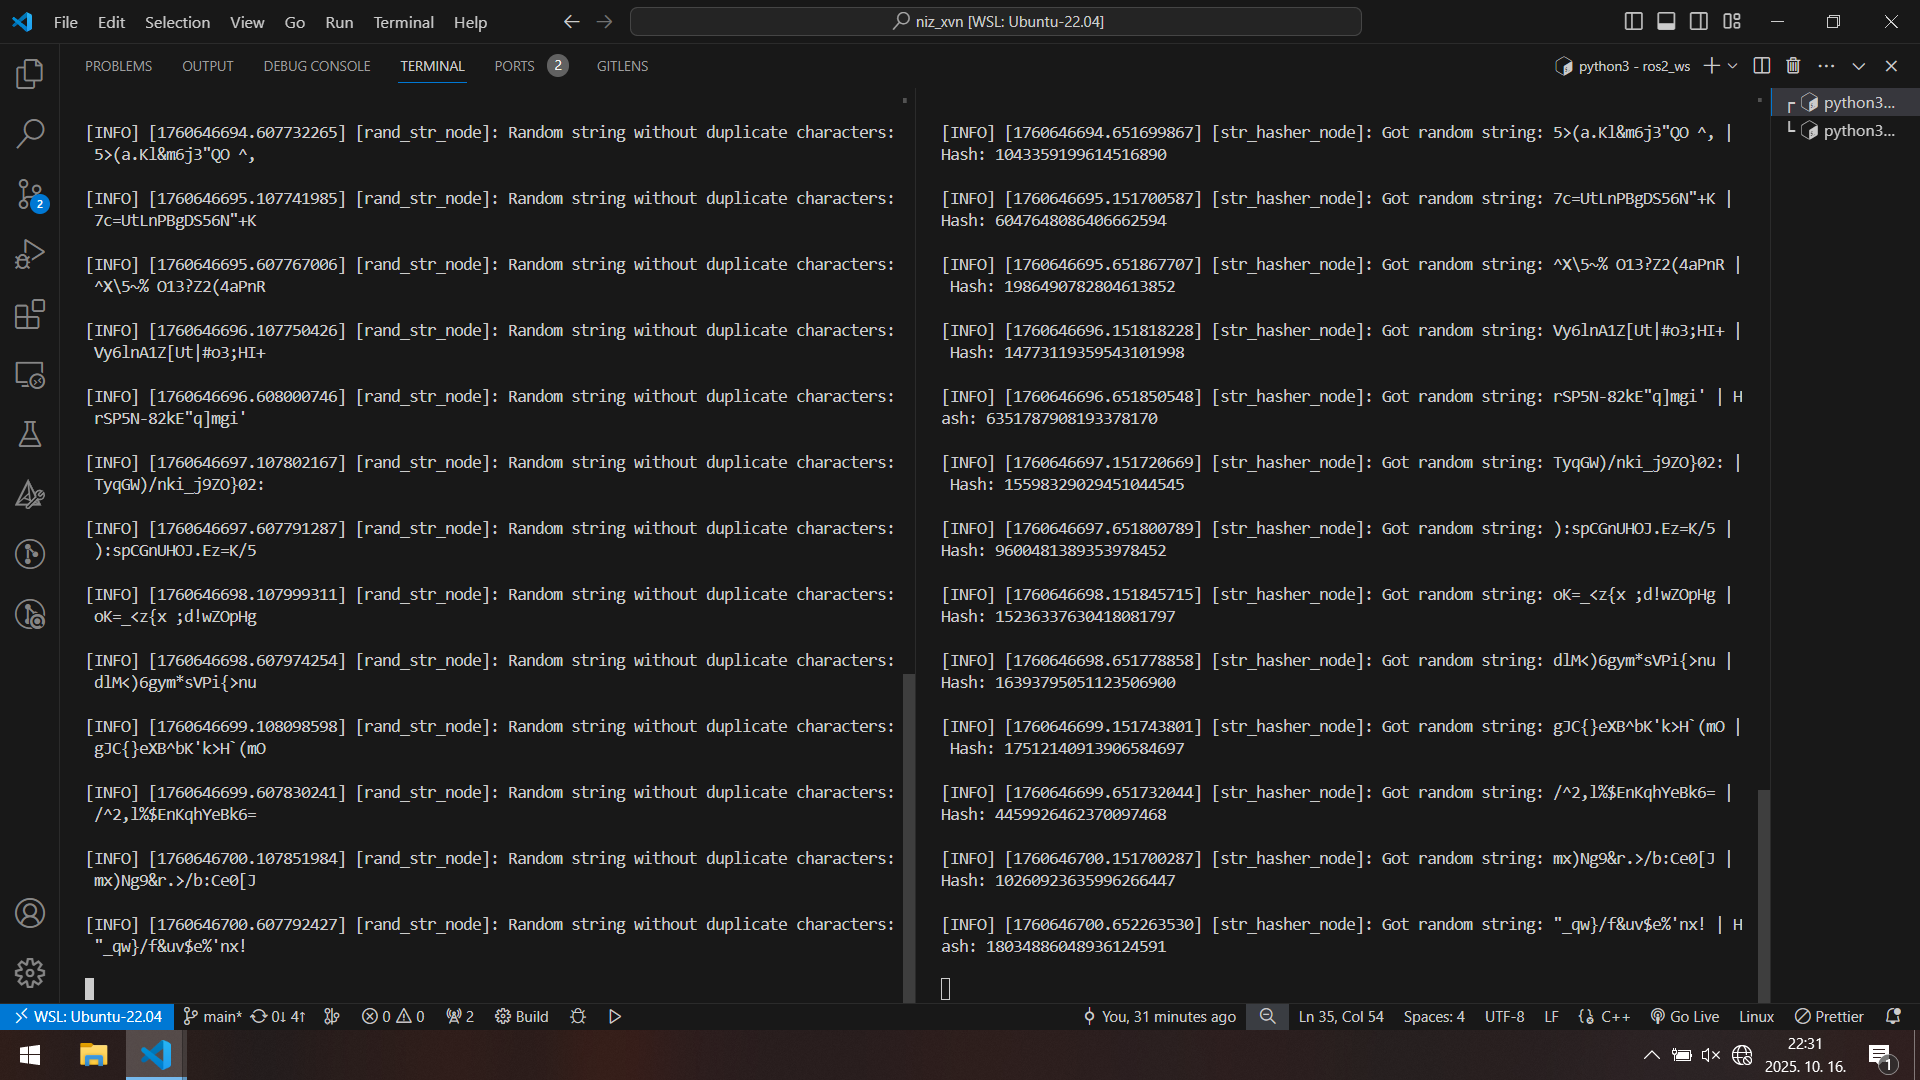 File Edit Selection View Go Run Terminal Help
niz_xvn [WSL: Ubuntu-22.04]
PROBLEMS OUTPUT DEBUG CONSOLE TERMINAL PORTS 2 GITLENS
python3 - ros2_ws
python3...
python3...
[INFO] [1760646694.607732265] [rand_str_node]: Random string without duplicate characters:
5>(a.Kl&m6j3"QO ^,
[INFO] [1760646695.107741985] [rand_str_node]: Random string without duplicate characters:
7c=UtLnPBgDS56N"+K
[INFO] [1760646695.607767006] [rand_str_node]: Random string without duplicate characters:
^X\5~% O13?Z2(4aPnR
[INFO] [1760646696.107750426] [rand_str_node]: Random string without duplicate characters:
Vy6lnA1Z[Ut|#o3;HI+
[INFO] [1760646696.608000746] [rand_str_node]: Random string without duplicate characters:
rSP5N-82kE"q]mgi'
[INFO] [1760646697.107802167] [rand_str_node]: Random string without duplicate characters:
TyqGW)/nki_j9ZO}02:
[INFO] [1760646697.607791287] [rand_str_node]: Random string without duplicate characters:
):spCGnUHOJ.Ez=K/5
[INFO] [1760646698.107999311] [rand_str_node]: Random string without duplicate characters:
oK=_<z{x ;d!wZOpHg
[INFO] [1760646698.607974254] [rand_str_node]: Random string without duplicate characters:
dlM<)6gym*sVPi{>nu
[INFO] [1760646699.108098598] [rand_str_node]: Random string without duplicate characters:
gJC{}eXB^bK'k>H`(mO
[INFO] [1760646699.607830241] [rand_str_node]: Random string without duplicate characters:
/^2,l%$EnKqhYeBk6=
[INFO] [1760646700.107851984] [rand_str_node]: Random string without duplicate characters:
mx)Ng9&r.>/b:Ce0[J
[INFO] [1760646700.607792427] [rand_str_node]: Random string without duplicate characters:
"_qw}/f&uv$e%'nx!
[INFO] [1760646694.651699867] [str_hasher_node]: Got random string: 5>(a.Kl&m6j3"QO ^, |
Hash: 1043359199614516890
[INFO] [1760646695.151700587] [str_hasher_node]: Got random string: 7c=UtLnPBgDS56N"+K |
Hash: 6047648086406662594
[INFO] [1760646695.651867707] [str_hasher_node]: Got random string: ^X\5~% O13?Z2(4aPnR |
Hash: 1986490782804613852
[INFO] [1760646696.151818228] [str_hasher_node]: Got random string: Vy6lnA1Z[Ut|#o3;HI+ |
Hash: 14773119359543101998
[INFO] [1760646696.651850548] [str_hasher_node]: Got random string: rSP5N-82kE"q]mgi' | H
ash: 6351787908193378170
[INFO] [1760646697.151720669] [str_hasher_node]: Got random string: TyqGW)/nki_j9ZO}02: |
Hash: 15598329029451044545
[INFO] [1760646697.651800789] [str_hasher_node]: Got random string: ):spCGnUHOJ.Ez=K/5 |
Hash: 9600481389353978452
[INFO] [1760646698.151845715] [str_hasher_node]: Got random string: oK=_<z{x ;d!wZOpHg |
Hash: 15236337630418081797
[INFO] [1760646698.651778858] [str_hasher_node]: Got random string: dlM<)6gym*sVPi{>nu |
Hash: 16393795051123506900
[INFO] [1760646699.151743801] [str_hasher_node]: Got random string: gJC{}eXB^bK'k>H`(mO |
Hash: 17512140913906584697
[INFO] [1760646699.651732044] [str_hasher_node]: Got random string: /^2,l%$EnKqhYeBk6= |
Hash: 4459926462370097468
[INFO] [1760646700.151700287] [str_hasher_node]: Got random string: mx)Ng9&r.>/b:Ce0[J |
Hash: 10260923635996266447
[INFO] [1760646700.652263530] [str_hasher_node]: Got random string: "_qw}/f&uv$e%'nx! | H
ash: 18034886048936124591
2
WSL: Ubuntu-22.04 main* 0↓ 4↑ 0 0 2 Build You, 31 minutes ago Ln 35, Col 54 Spaces: 4 UTF-8 LF C++ Go Live Linux Prettier
22:31
2025. 10. 16.
1